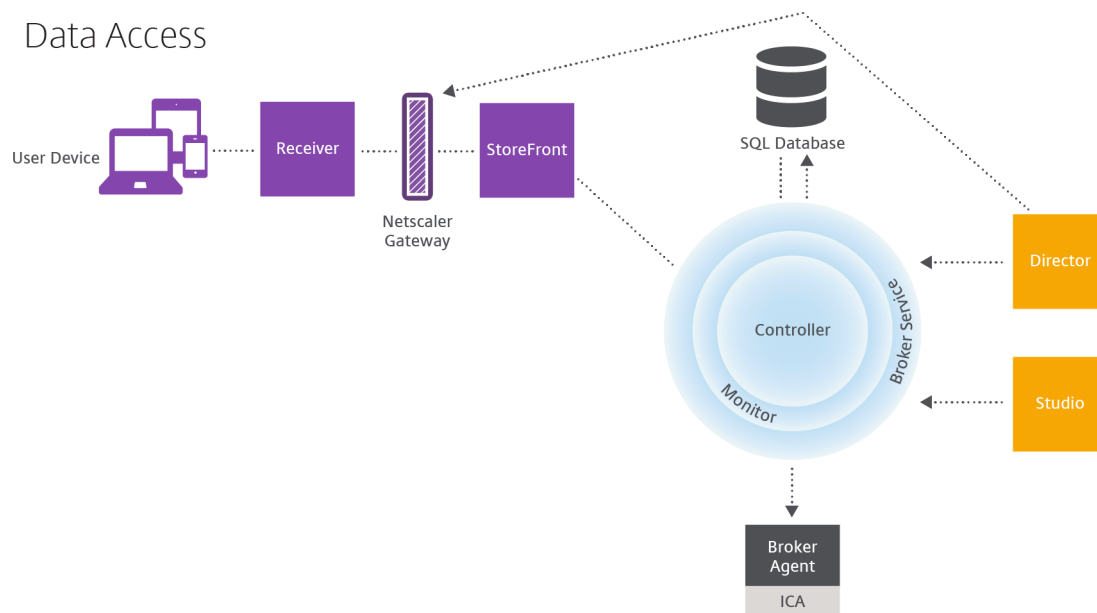 Data Access
User Device
Receiver
Netscaler
Gateway
StoreFront
SQL Database
Director
Controller
Monitor
Broker Service
Studio
Broker
Agent
ICA